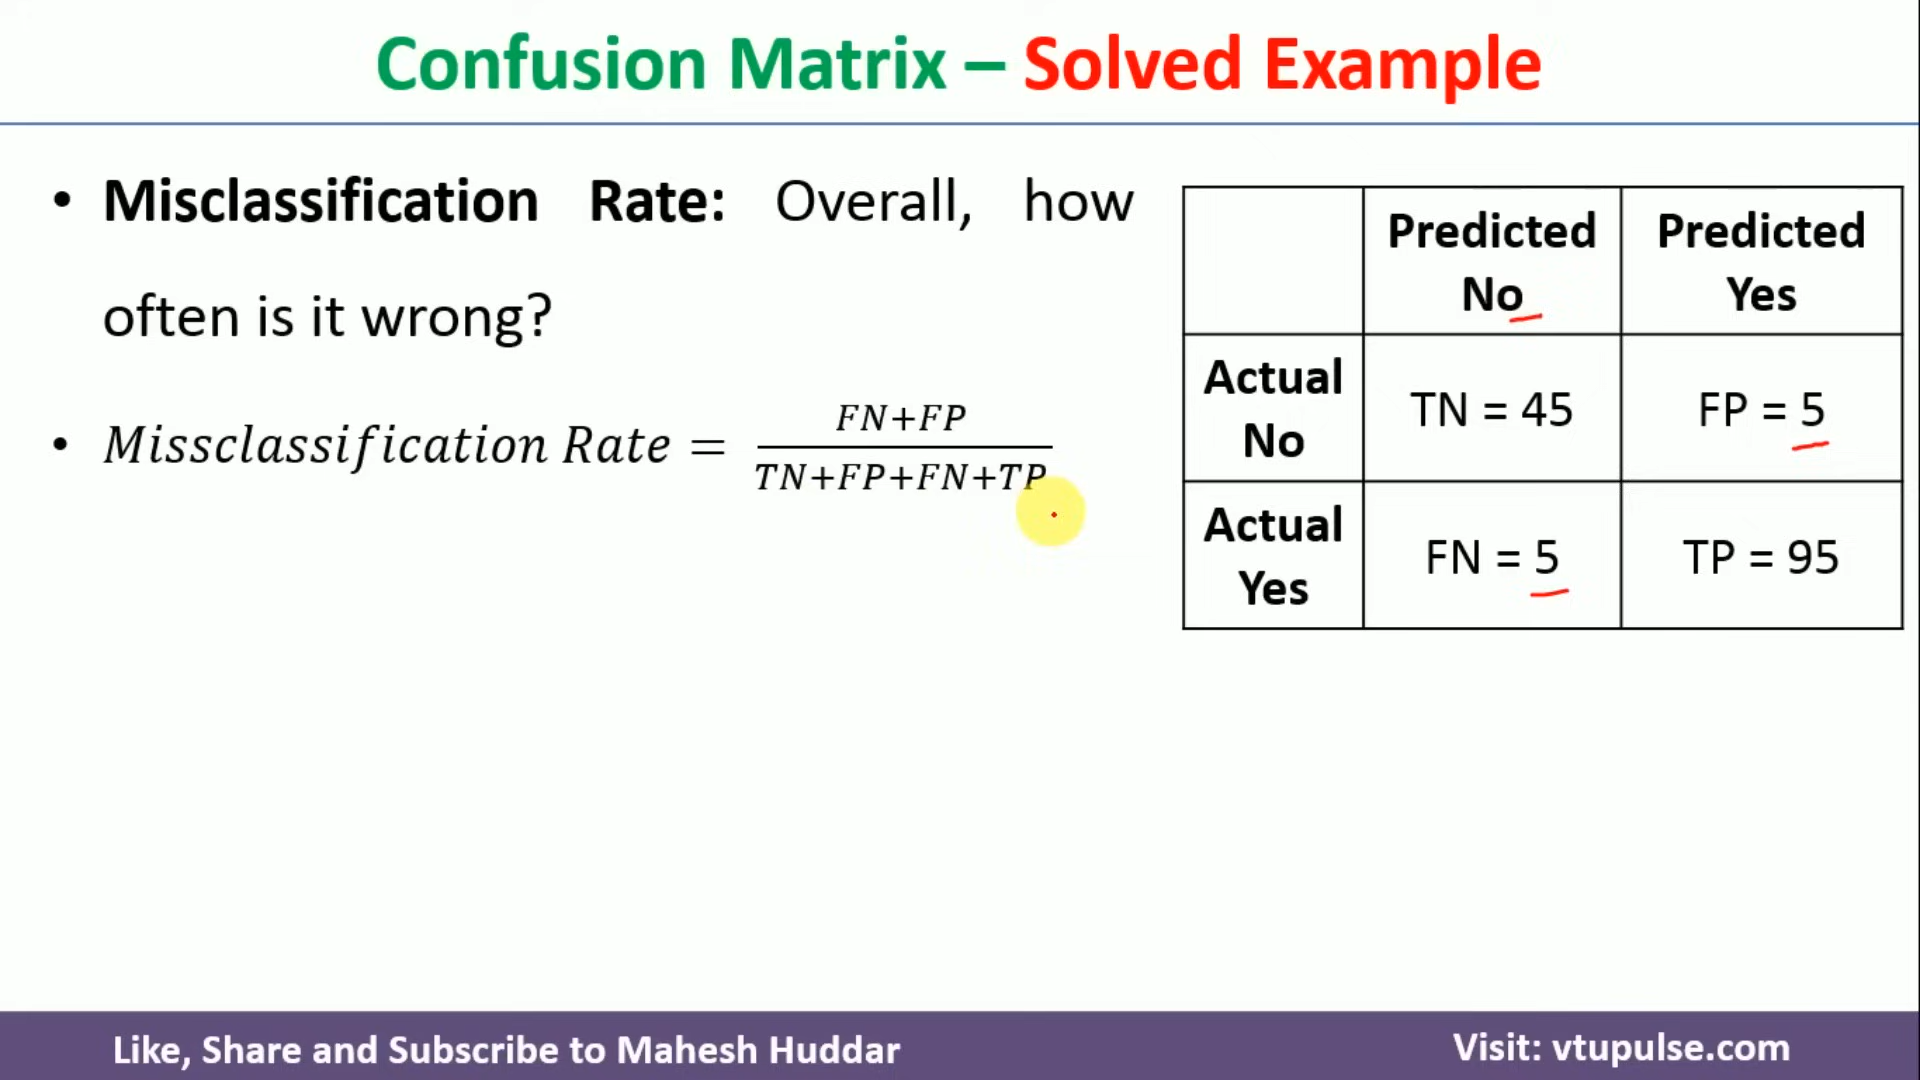 Confusion Matrix – Solved Example
• Misclassification Rate: Overall, how
often is it wrong?
• Missclassification Rate = FN+FP
TN+FP+FN+TP
Predicted No Predicted Yes
Actual No TN = 45 FP = 5
Actual Yes FN = 5 TP = 95
Like, Share and Subscribe to Mahesh Huddar
Visit: vtupulse.com